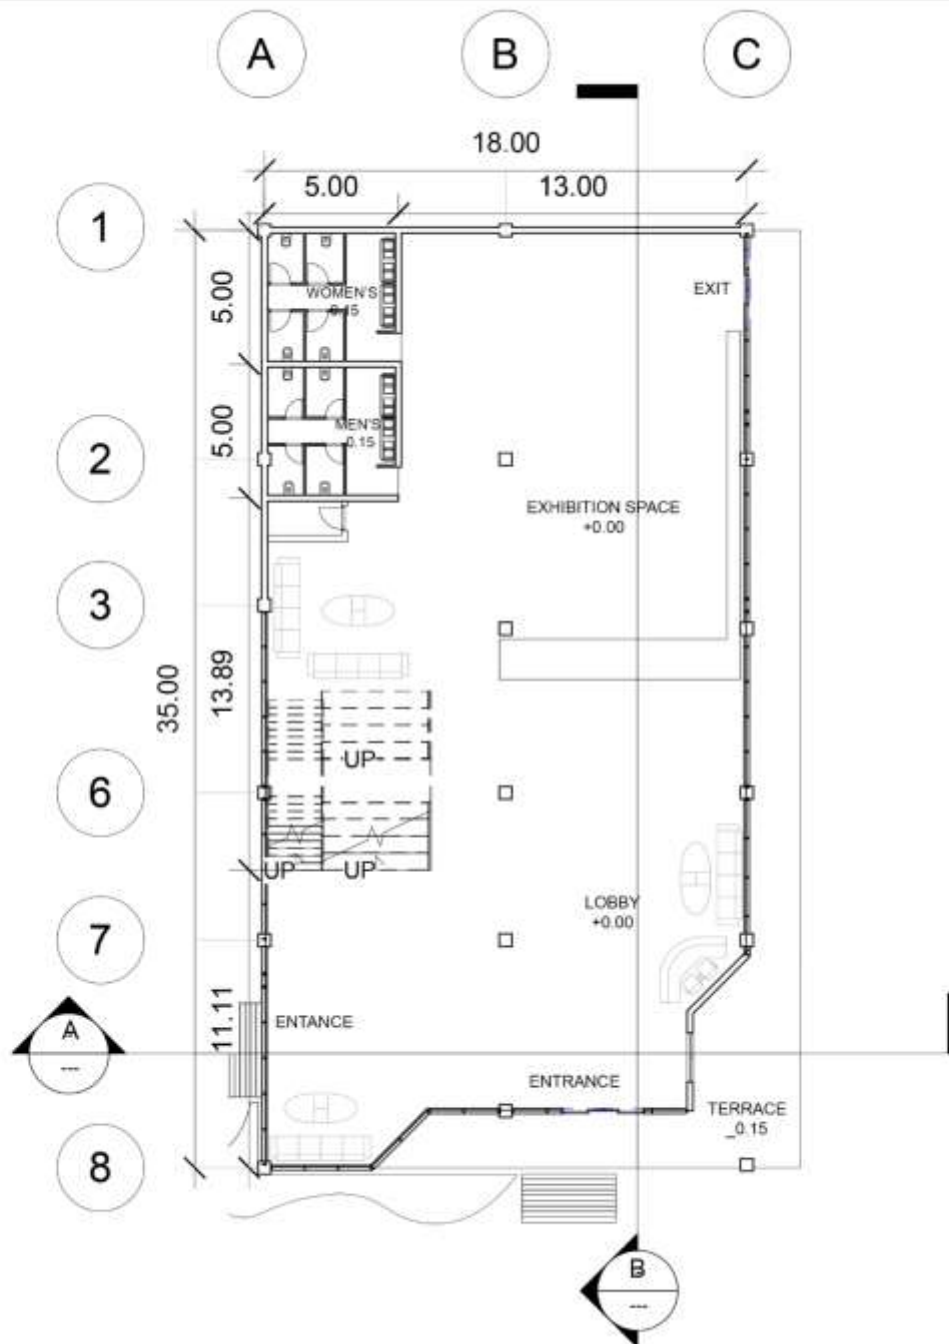 A B C
18.00
5.00 13.00
1
EXIT
5.00
WOMEN'S
0.15
5.00
MEN'S
0.15
2
EXHIBITION SPACE
+0.00
3
13.89
35.00
UP
6
UP UP
LOBBY
+0.00
7
11.11
ENTANCE
A
---
ENTRANCE
TERRACE
_0.15
8
B
---